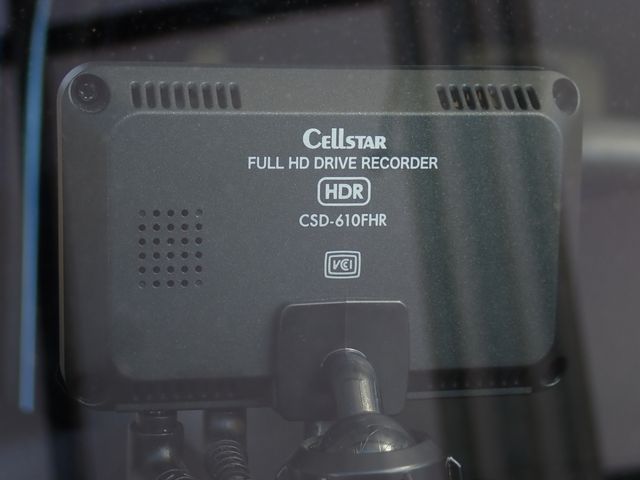 CELLSTAR
FULL HD DRIVE RECORDER
HDR
CSD-610FHR
VCCI